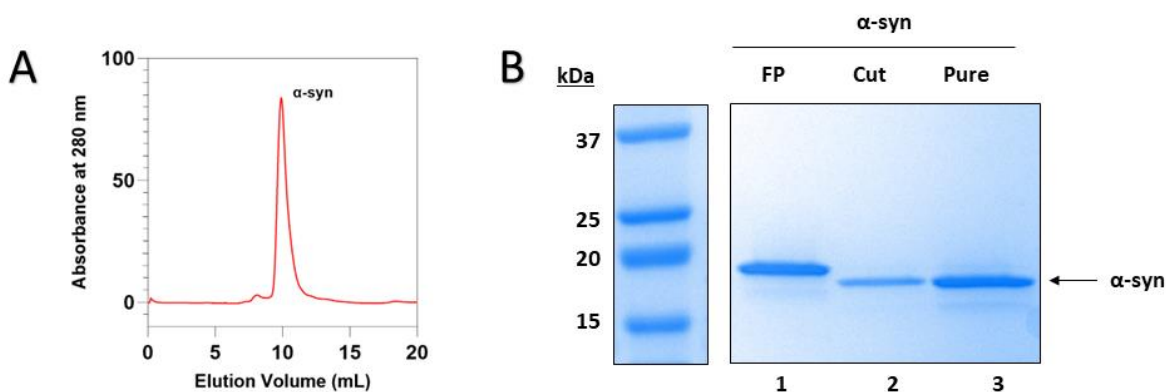 A
100
50
0
Absorbance at 280 nm
α-syn
0 5 10 15 20
Elution Volume (mL)
B
α-syn
kDa FP Cut Pure
37
25
20
15
α-syn
1 2 3